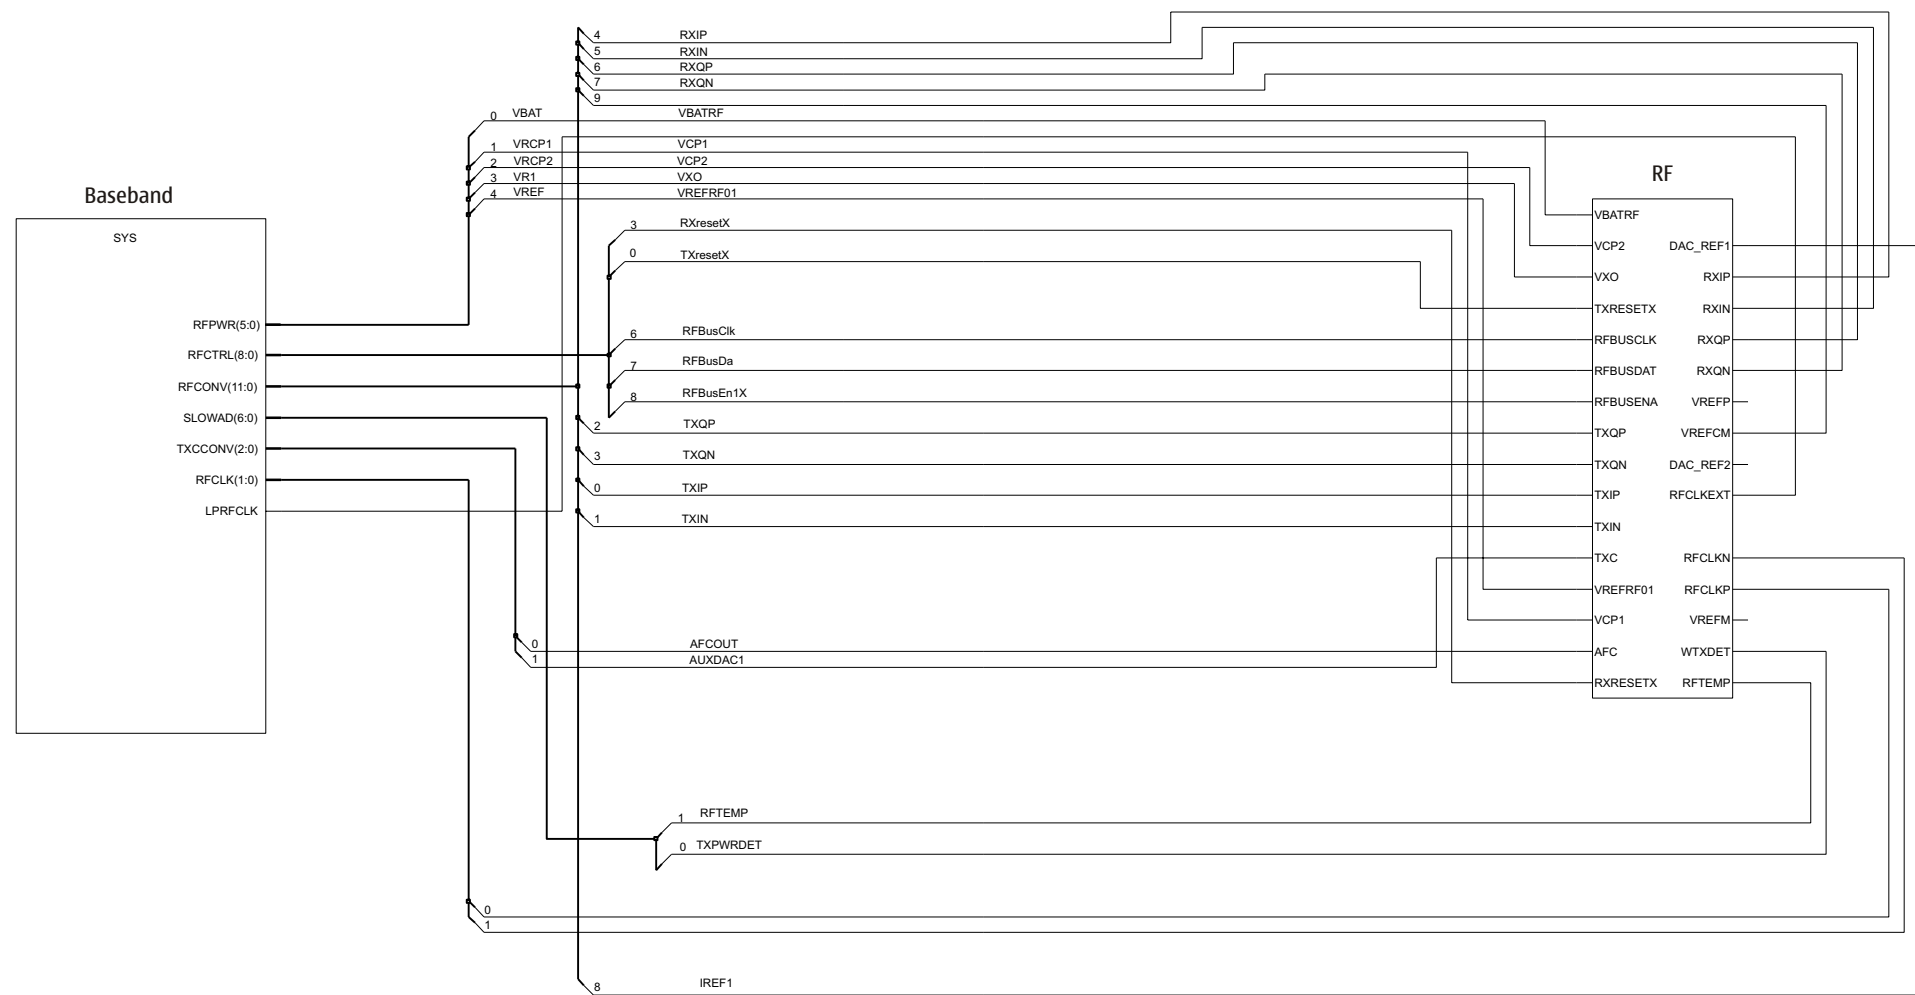 4 RXIP
5 RXIN
6 RXQP
7 RXQN
9
0 VBAT VBATRF
1 VRCP1 VCP1
2 VRCP2 VCP2
3 VR1 VXO
4 VREF VREFRF01
Baseband
SYS
RFPWR(5:0)
RFCTRL(8:0)
RFCONV(11:0)
SLOWAD(6:0)
TXCCONV(2:0)
RFCLK(1:0)
LPRFCLK
3 RXresetX
0 TXresetX
6 RFBusClk
7 RFBusDa
8 RFBusEn1X
2 TXQP
3 TXQN
0 TXIP
1 TXIN
0 AFCOUT
1 AUXDAC1
1 RFTEMP
0 TXPWRDET
0
1
8 IREF1
RF
VBATRF
VCP2 DAC_REF1
VXO RXIP
TXRESETX RXIN
RFBUSCLK RXQP
RFBUSDAT RXQN
RFBUSENA VREFP
TXQP VREFCM
TXQN DAC_REF2
TXIP RFCLKEXT
TXIN
TXC RFCLKN
VREFRF01 RFCLKP
VCP1 VREFM
AFC WTXDET
RXRESETX RFTEMP